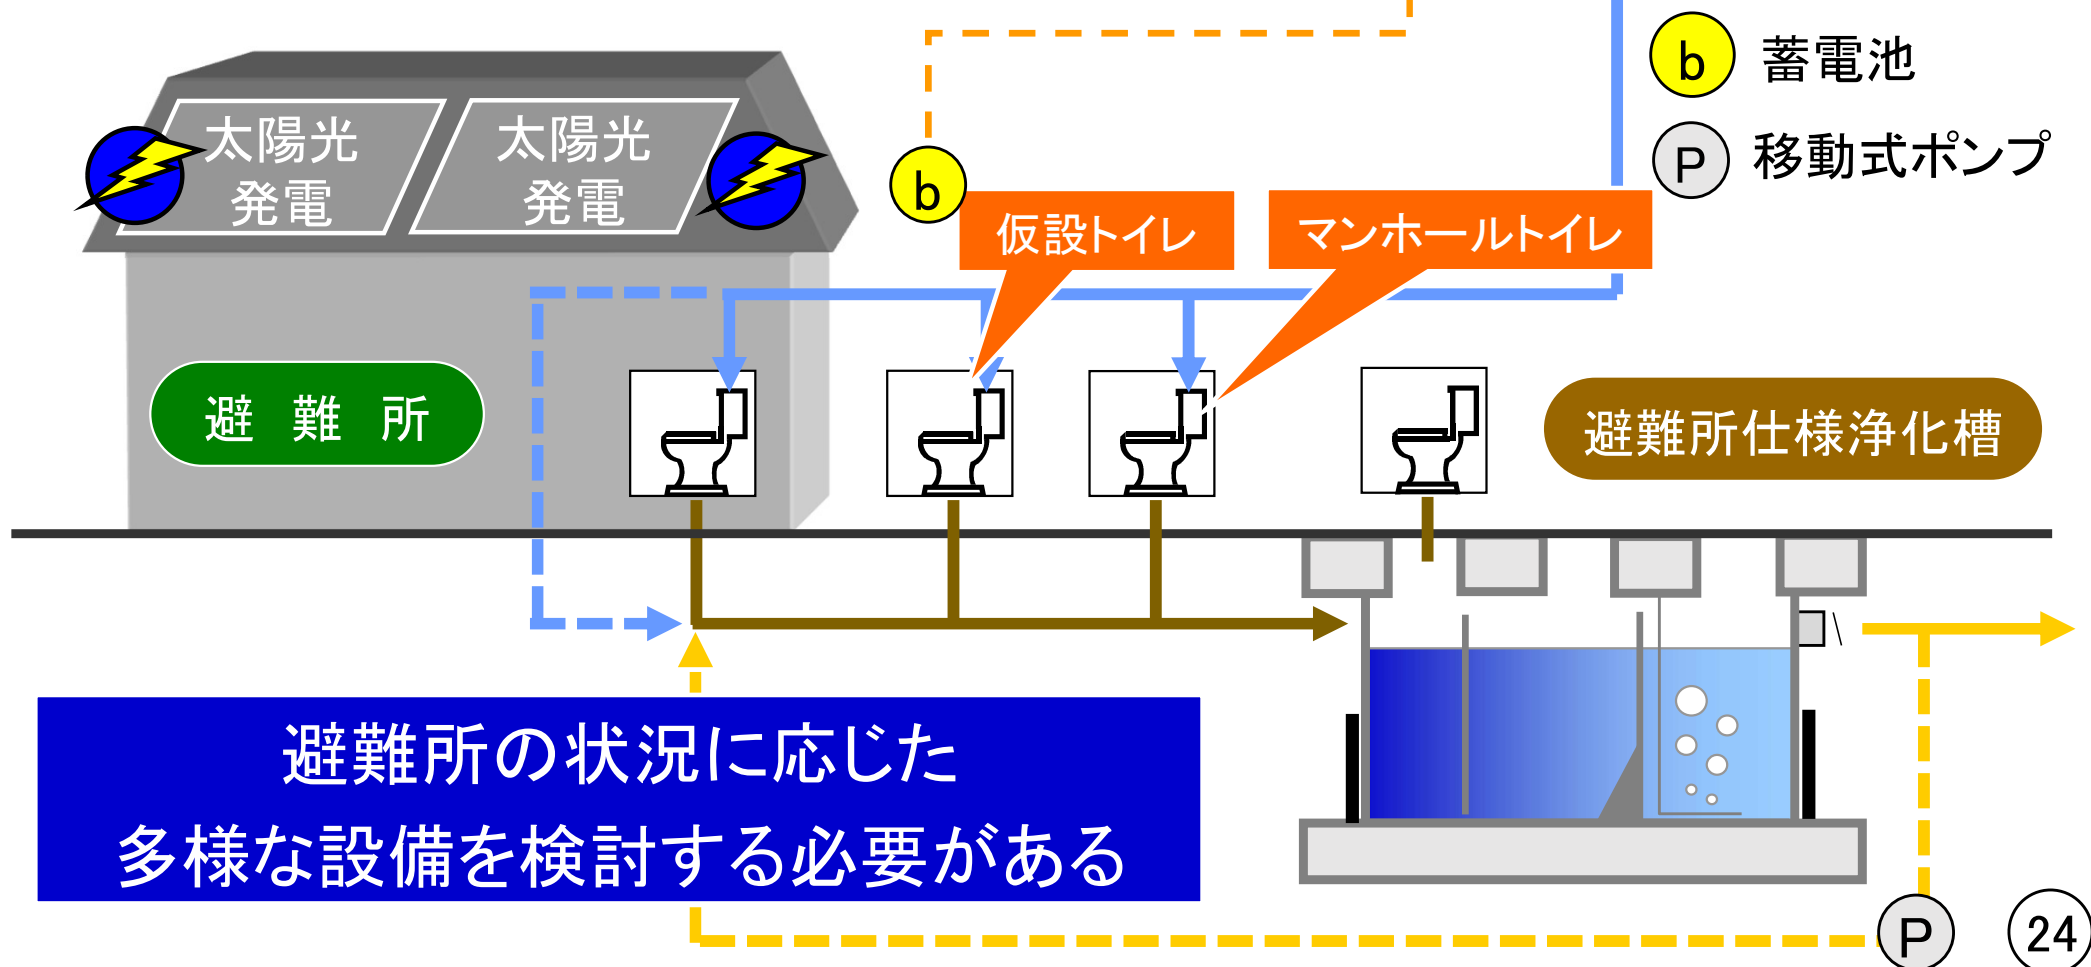 b 蓄電池
P 移動式ポンプ
太陽光
発電
太陽光
発電
b
仮設トイレ
マンホールトイレ
避 難 所
避難所仕様浄化槽
避難所の状況に応じた
多様な設備を検討する必要がある
P
24